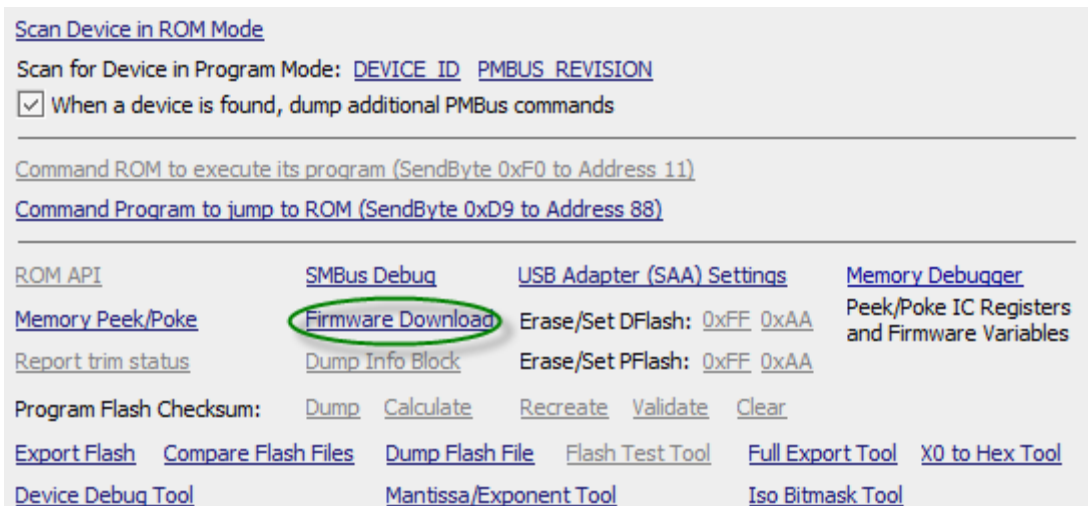 Scan Device in ROM Mode
Scan for Device in Program Mode: DEVICE_ID PMBUS_REVISION
When a device is found, dump additional PMBus commands
Command ROM to execute its program (SendByte 0xF0 to Address 11)
Command Program to jump to ROM (SendByte 0xD9 to Address 88)
ROM API SMBus Debug USB Adapter (SAA) Settings Memory Debugger
Memory Peek/Poke Firmware Download Erase/Set DFlash: 0xFF 0xAA Peek/Poke IC Registers
and Firmware Variables
Report trim status Dump Info Block Erase/Set PFlash: 0xFF 0xAA
Program Flash Checksum: Dump Calculate Recreate Validate Clear
Export Flash Compare Flash Files Dump Flash File Flash Test Tool Full Export Tool X0 to Hex Tool
Device Debug Tool Mantissa/Exponent Tool Iso Bitmask Tool